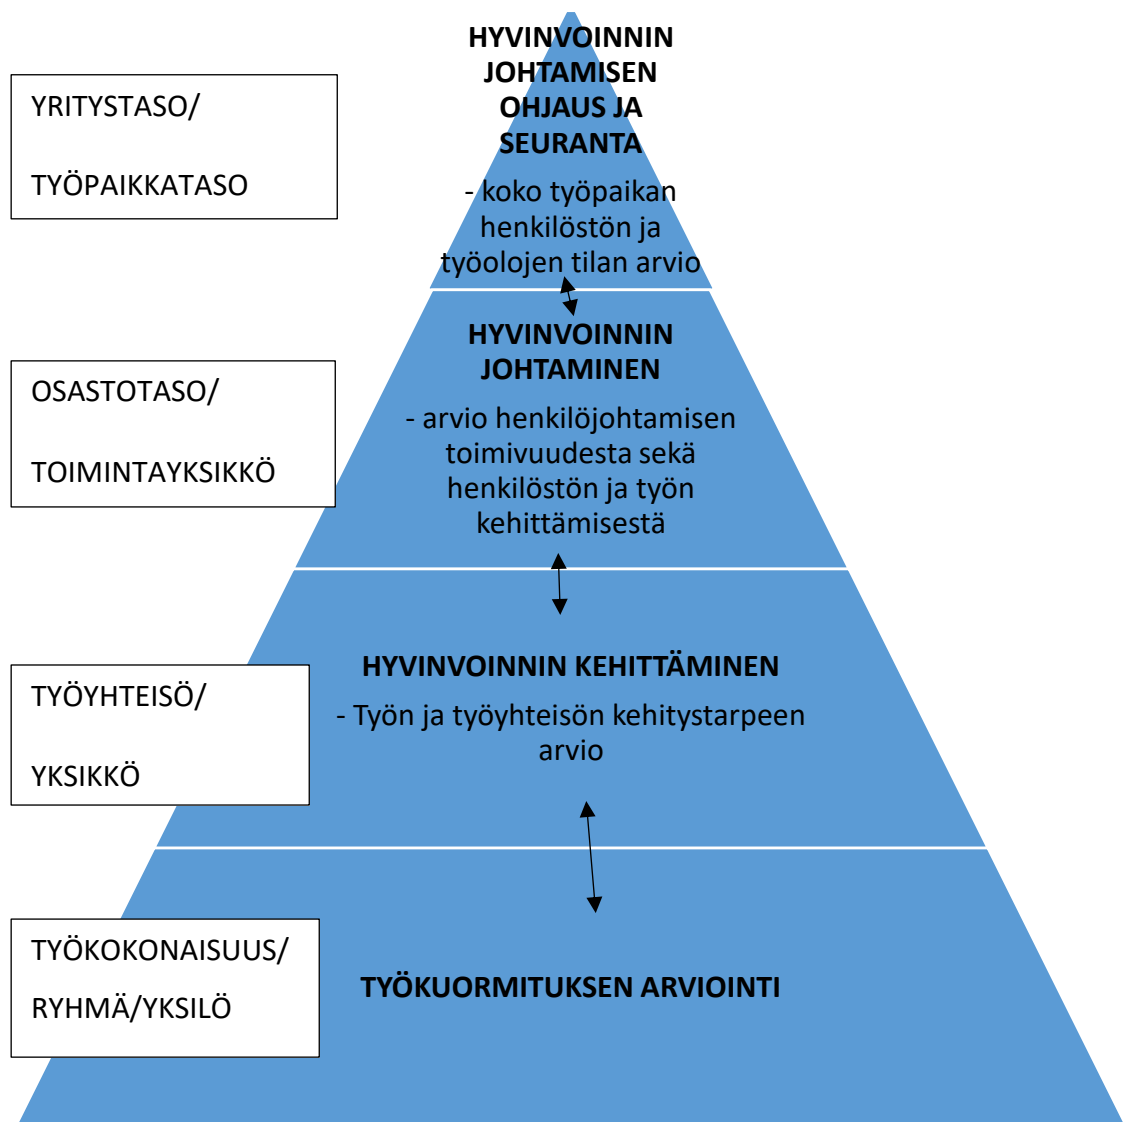 HYVINVOINNIN
JOHTAMISEN
OHJAUS JA
SEURANTA
- koko työpaikan
henkilöstön ja
työolojen tilan arvio
YRITYSTASO/
TYÖPAIKKATASO
HYVINVOINNIN
JOHTAMINEN
- arvio henkilöjohtamisen
toimivuudesta sekä
henkilöstön ja työn
kehittämisestä
OSASTOTASO/
TOIMINTAYKSIKKÖ
HYVINVOINNIN KEHITTÄMINEN
- Työn ja työyhteisön kehitystarpeen
arvio
TYÖYHTEISÖ/
YKSIKKÖ
TYÖKUORMITUKSEN ARVIOINTI
TYÖKOKONAISUUS/
RYHMÄ/YKSILÖ